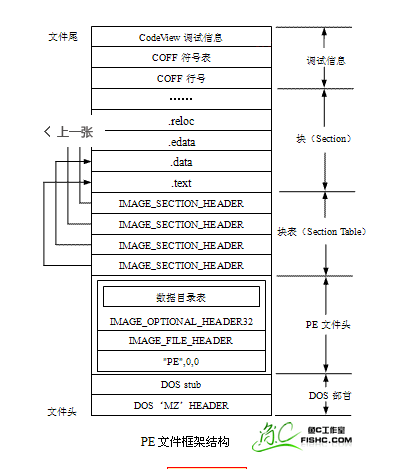 文件尾
CodeView 调试信息
COFF 符号表
COFF 行号
调试信息
……
.reloc
.edata
.data
.text
块（Section）
< 上一张
IMAGE_SECTION_HEADER
IMAGE_SECTION_HEADER
IMAGE_SECTION_HEADER
IMAGE_SECTION_HEADER
块表（Section Table）
数据目录表
IMAGE_OPTIONAL_HEADER32
IMAGE_FILE_HEADER
"PE",0,0
PE 文件头
DOS stub
DOS ‘MZ’ HEADER
DOS 部首
文件头
PE 文件框架结构
鱼C工作室
FISHC.COM